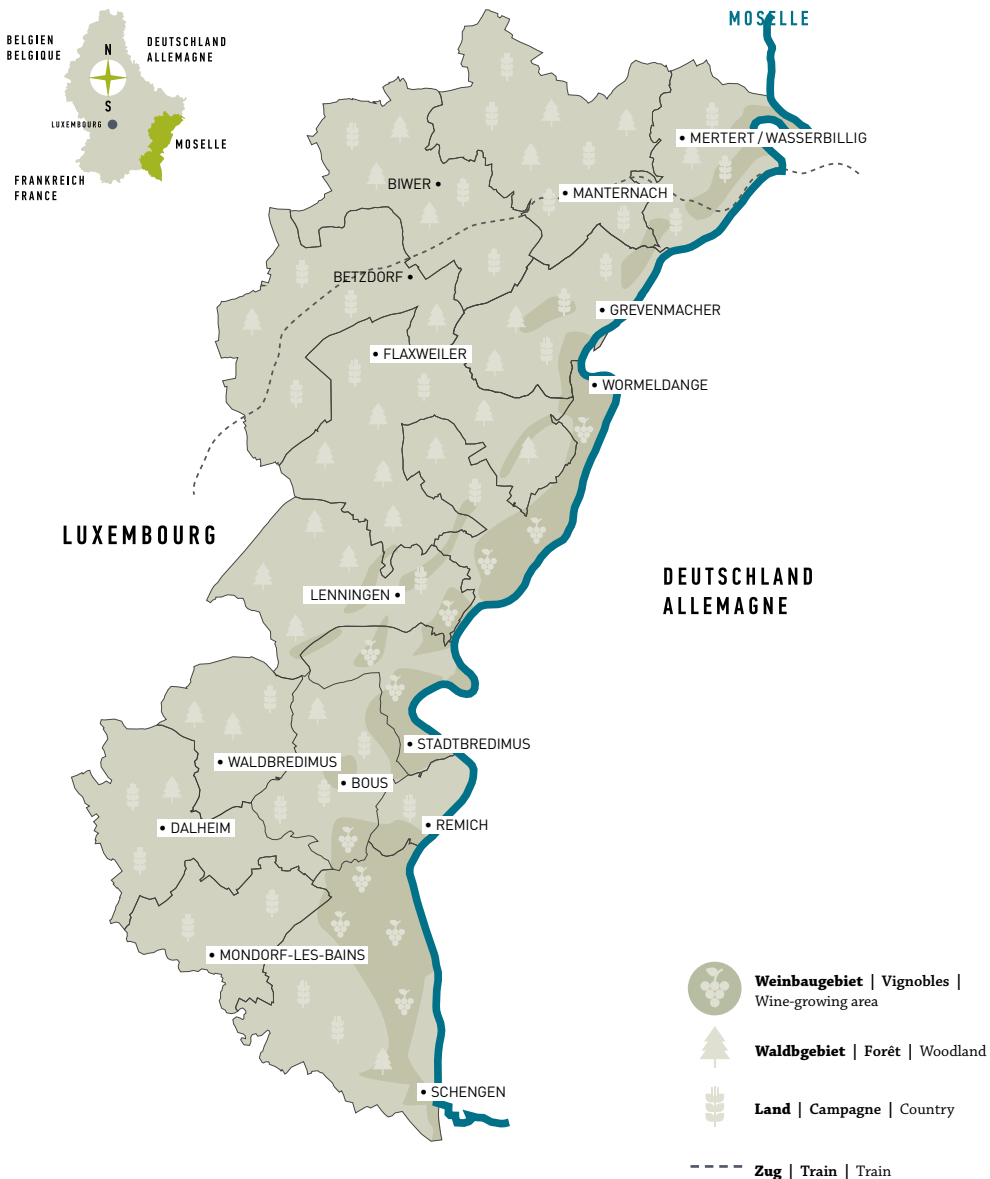 MOSELLE
BELGIEN
BELGIQUE
DEUTSCHLAND
ALLEMAGNE
N
S
LUXEMBOURG
MOSELLE
FRANKREICH
FRANCE
MERTERT / WASSERBILLIG
BIWER
MANTERNACH
BETZDORF
GREVENMACHER
FLAXWEILER
WORMELDANGE
LUXEMBOURG
DEUTSCHLAND
ALLEMAGNE
LENNINGEN
STADTBREDIMUS
WALDBREDIMUS
BOUS
DALHEIM
REMICH
MONDORF-LES-BAINS
SCHENGEN
Weinbaugebiet | Vignobles |
Wine-growing area
Waldbgebiet | Forêt | Woodland
Land | Campagne | Country
Zug | Train | Train